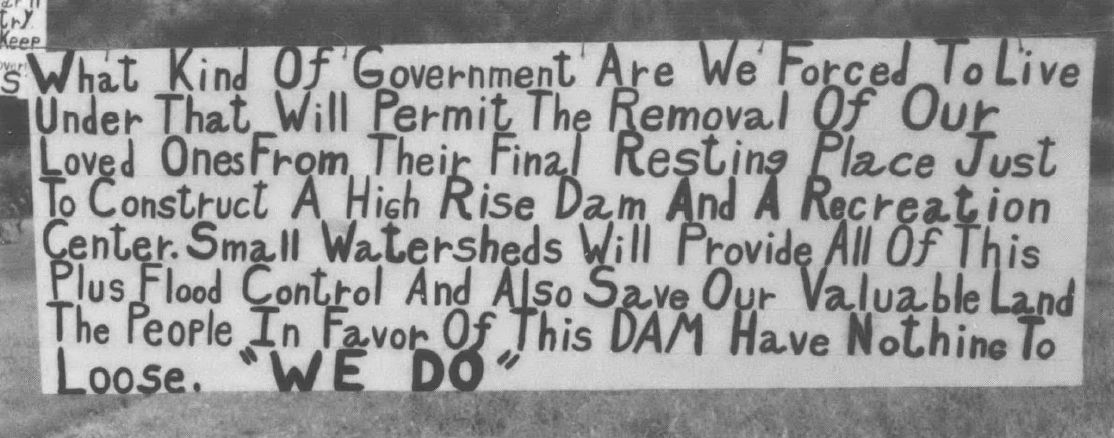 try.
Keep
What Kind Of Government Are We Forced To Live
Under That Will Permit The Removal Of Our
Loved Ones From Their Final Resting Place Just
To Construct A High Rise Dam And A Recreation
Center. Small Watersheds Will Provide All Of This
Plus Flood Control And Also Save Our Valuable Land
The People In Favor Of This DAM Have Nothing To
Loose. "WE DO"